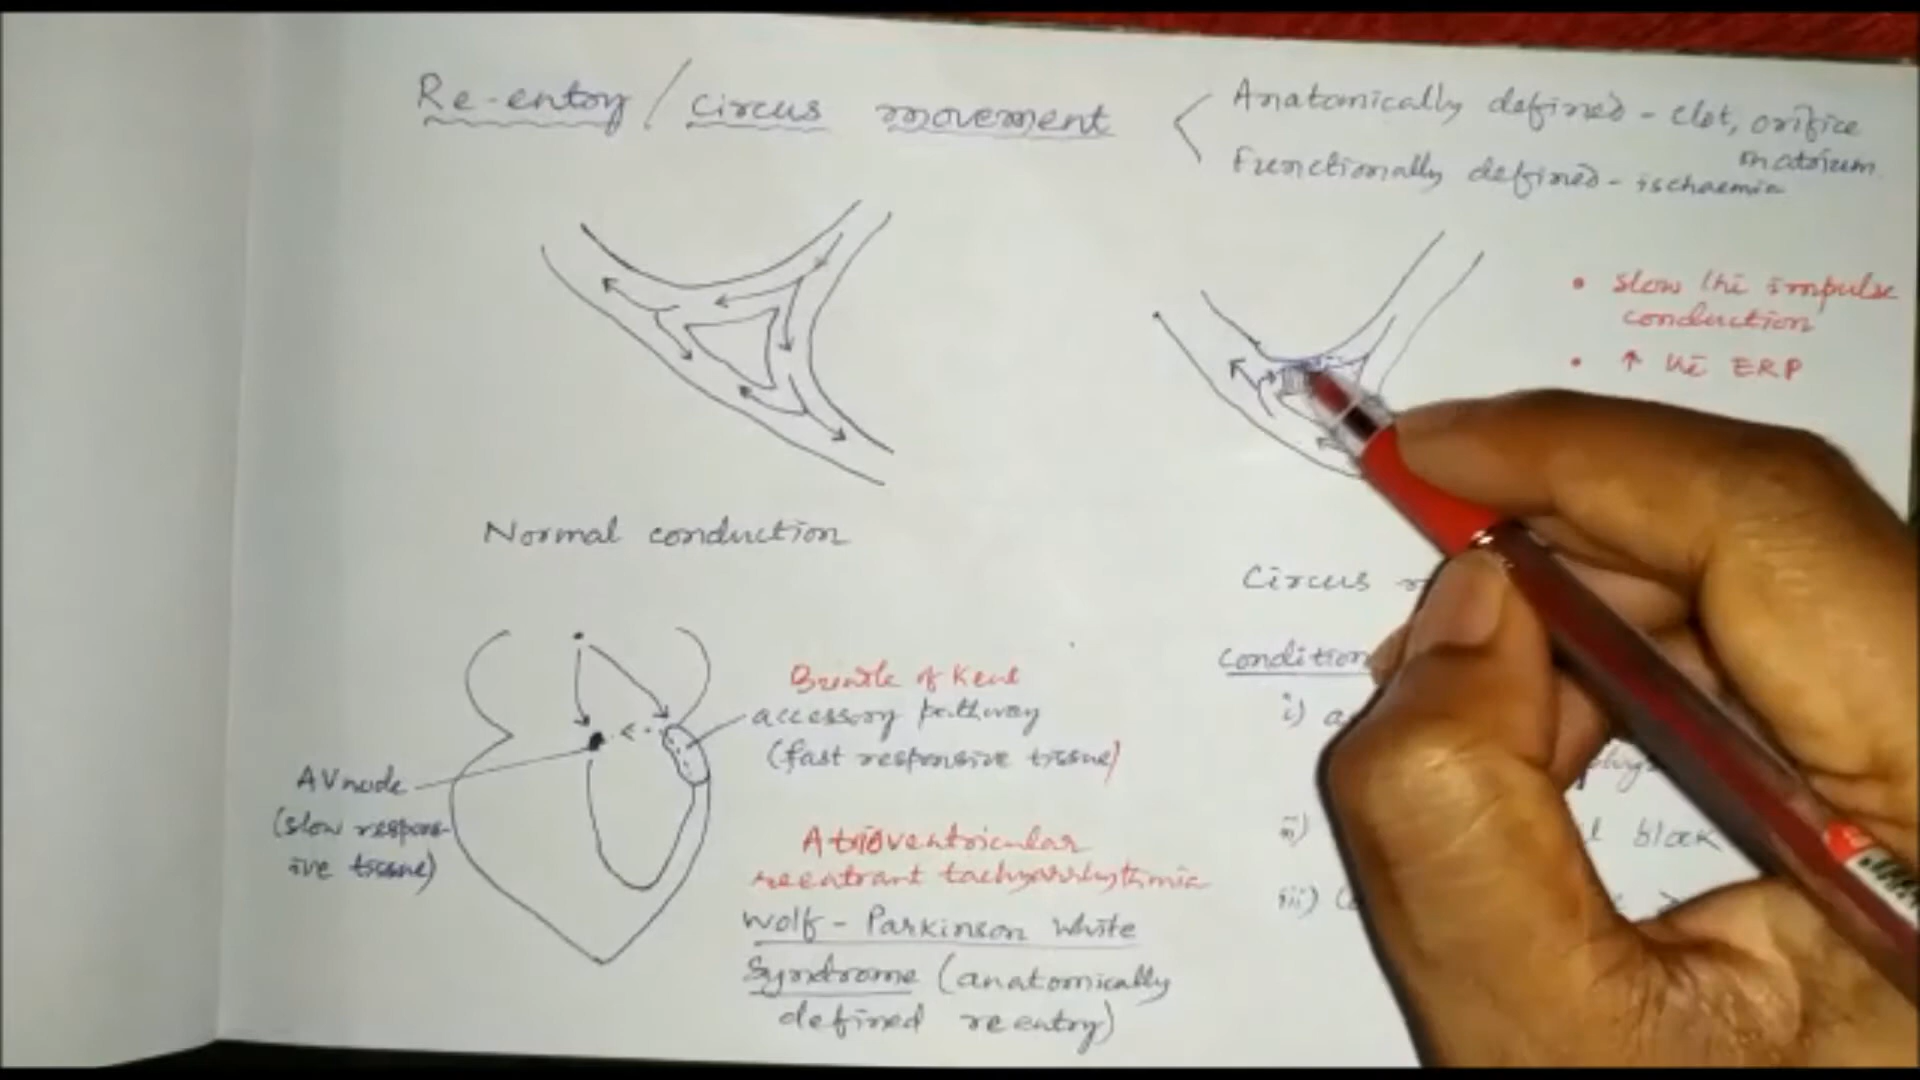 Re-entry / circus movement
Anatomically defined - clot, orifice
in atrium
Functionally defined - ischaemia
• slow the impulse
conduction
• ↑ the ERP
Normal conduction
Circus
Condition
i) a
ii) l block
iii)
Bundle of Kent
accessory pathway
(fast responsive tissue)
AV node
(slow respons-
ive tissue)
Atrioventricular
reentrant tachyarrhythmia
Wolf - Parkinson White
Syndrome (anatomically
defined reentry)